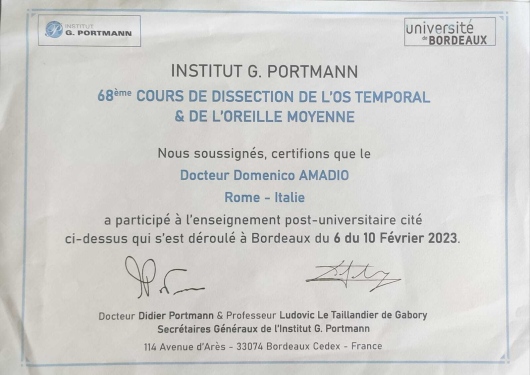 INSTITUT
G. PORTMANN
université
de BORDEAUX
INSTITUT G. PORTMANN
68ème COURS DE DISSECTION DE L'OS TEMPORAL
& DE L'OREILLE MOYENNE
Nous soussignés, certifions que le
Docteur Domenico AMADIO
Rome - Italie
a participé à l'enseignement post-universitaire cité
ci-dessus qui s'est déroulé à Bordeaux du 6 du 10 Février 2023.
Docteur Didier Portmann & Professeur Ludovic Le Taillandier de Gabory
Secrétaires Généraux de l'Institut G. Portmann
114 Avenue d'Arès - 33074 Bordeaux Cedex - France